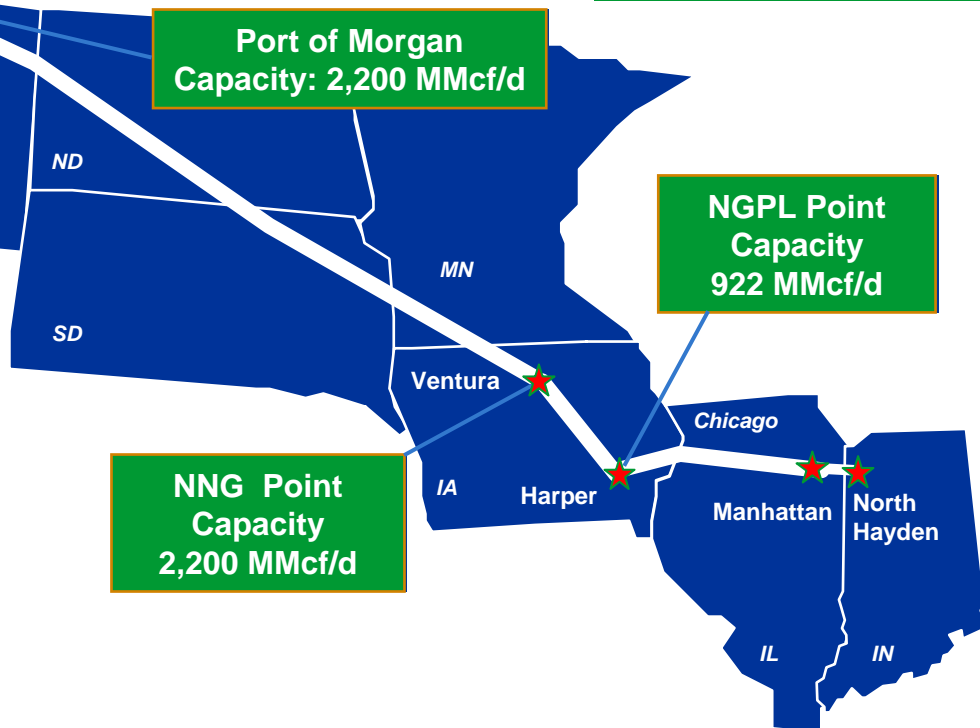 Port of Morgan
Capacity: 2,200 MMcf/d
ND
NGPL Point
Capacity
922 MMcf/d
MN
SD
Ventura
Chicago
NNG Point
Capacity
2,200 MMcf/d
IA
Harper
Manhattan
North
Hayden
IL
IN